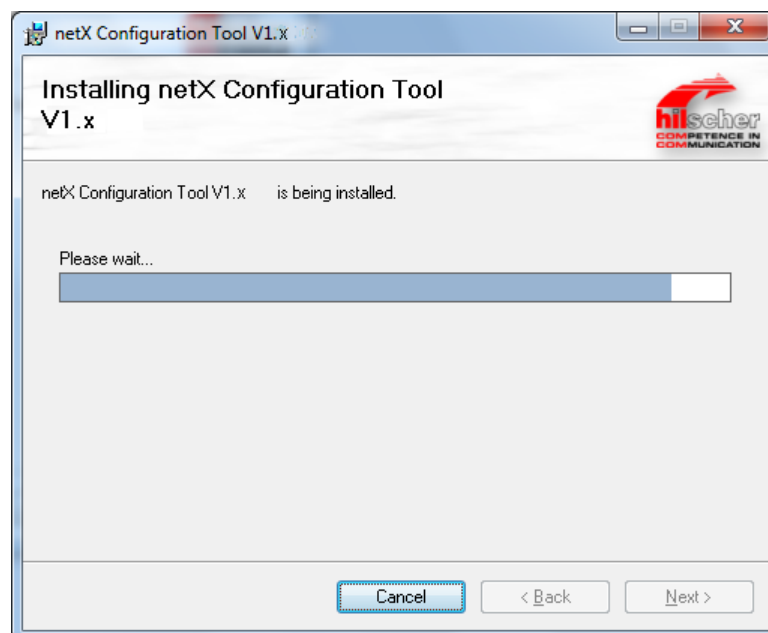 netX Configuration Tool V1.x
Installing netX Configuration Tool
V1.x
hilscher
COMPETENCE IN
COMMUNICATION
netX Configuration Tool V1.x is being installed.
Please wait...
Cancel < Back Next >